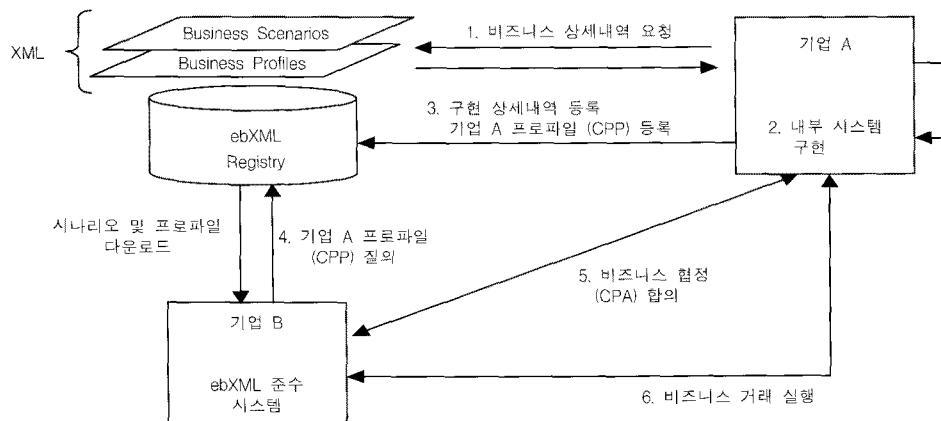 XML
Business Scenarios
Business Profiles
1. 비즈니스 상세내역 요청
기업 A
2. 내부 시스템
구현
3. 구현 상세내역 등록
기업 A 프로파일 (CPP) 등록
ebXML
Registry
시나리오 및 프로파일
다운로드
4. 기업 A 프로파일
(CPP) 질의
5. 비즈니스 협정
(CPA) 합의
기업 B
ebXML 준수
시스템
6. 비즈니스 거래 실행